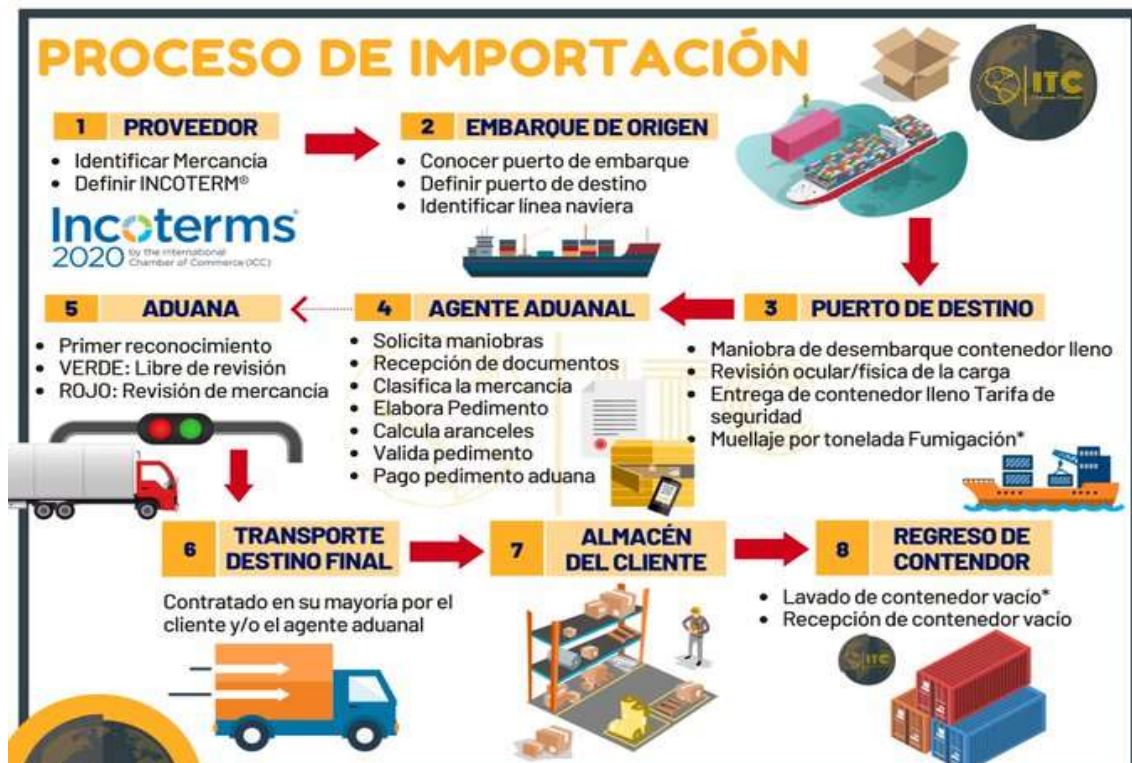 PROCESO DE IMPORTACIÓN
ITC
1 PROVEEDOR
• Identificar Mercancía
• Definir INCOTERM®
Incoterms®
2020 by the International
Chamber of Commerce (ICC)
2 EMBARQUE DE ORIGEN
• Conocer puerto de embarque
• Definir puerto de destino
• Identificar línea naviera
3 PUERTO DE DESTINO
• Maniobra de desembarque contenedor lleno
• Revisión ocular/física de la carga
• Entrega de contenedor lleno Tarifa de
seguridad
• Muellaje por tonelada Fumigación*
4 AGENTE ADUANAL
• Solicita maniobras
• Recepción de documentos
• Clasifica la mercancía
• Elabora Pedimento
• Calcula aranceles
• Valida pedimento
• Pago pedimento aduana
5 ADUANA
• Primer reconocimiento
• VERDE: Libre de revisión
• ROJO: Revisión de mercancía
6 TRANSPORTE
DESTINO FINAL
Contratado en su mayoría por el
cliente y/o el agente aduanal
7 ALMACÉN
DEL CLIENTE
8 REGRESO DE
CONTENDOR
• Lavado de contenedor vacío*
• Recepción de contenedor vacío
ITC